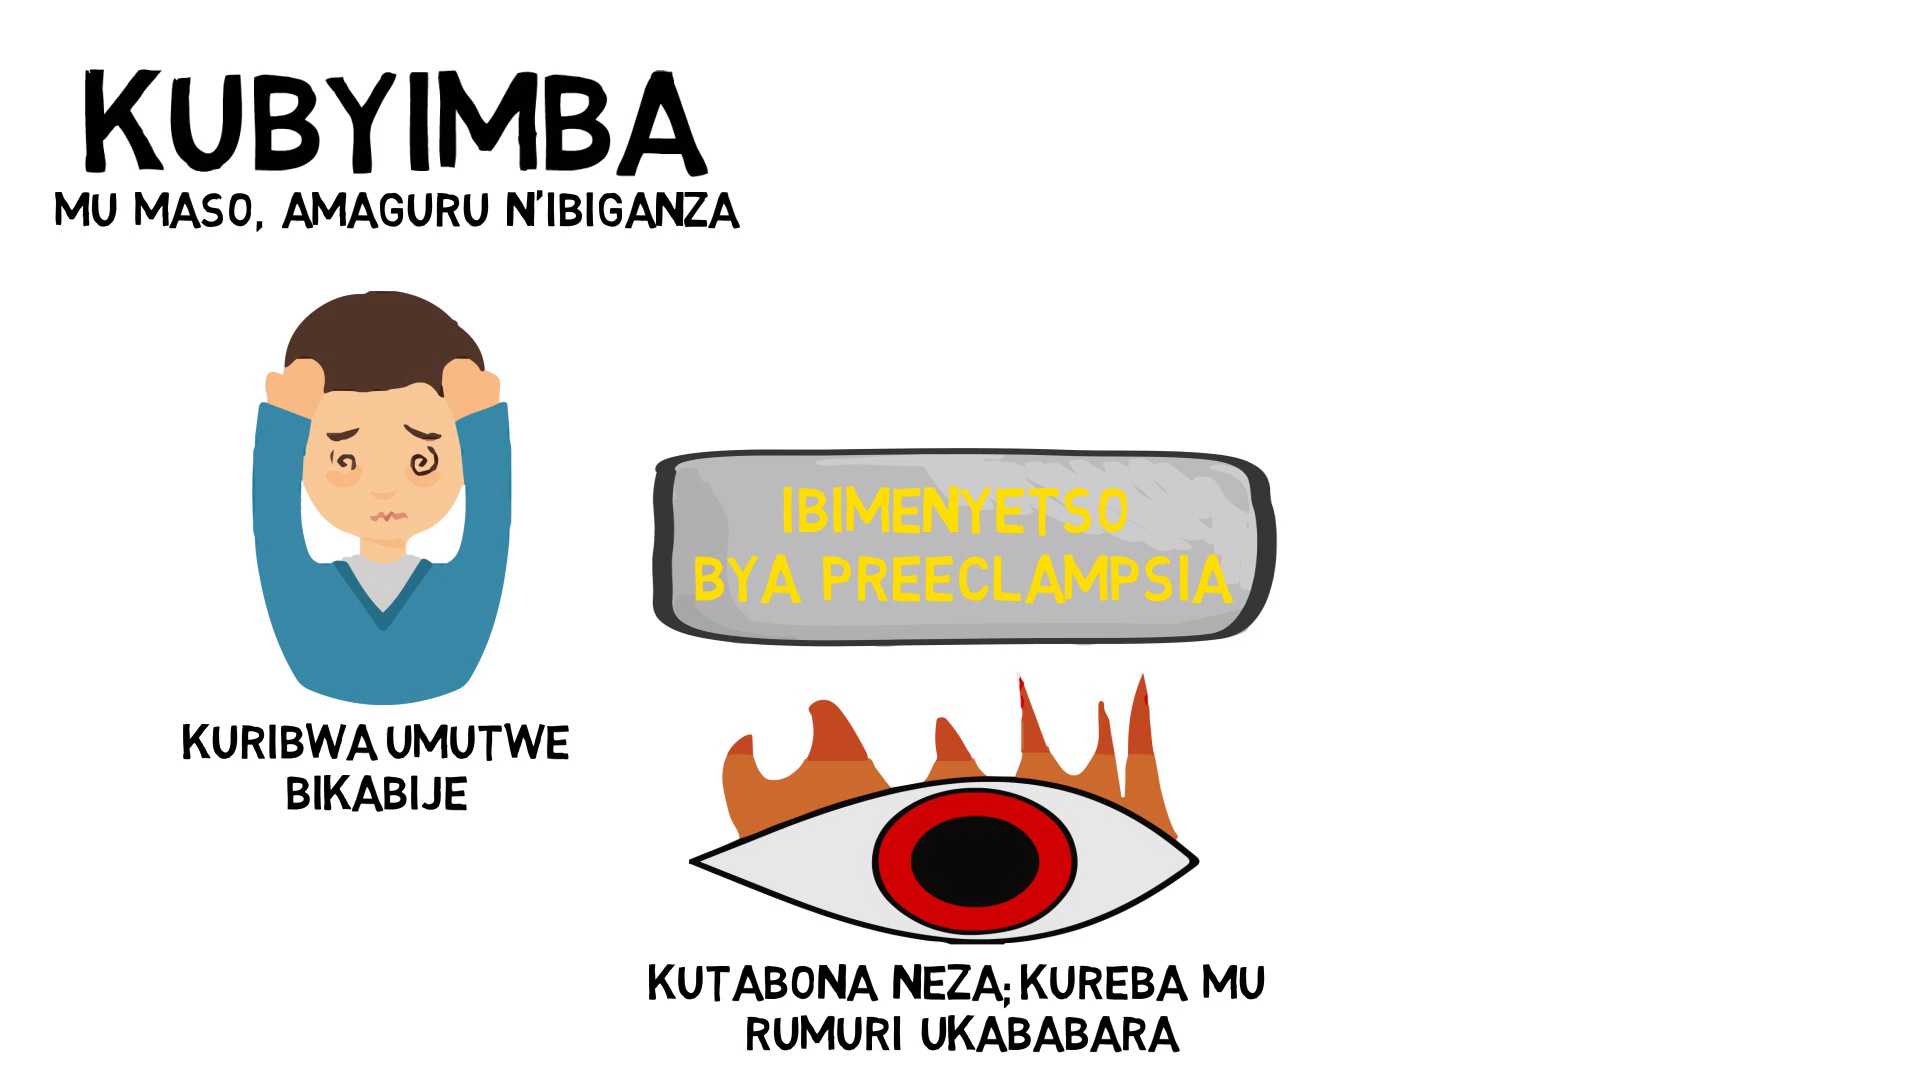 KUBYIMBA
MU MASO, AMAGURU N'IBIGANZA
IBIMENYETSO
BYA PREECLAMPSIA
KURIBWA UMUTWE
BIKABIJE
KUTABONA NEZA; KUREBA MU
RUMURI UKABABARA